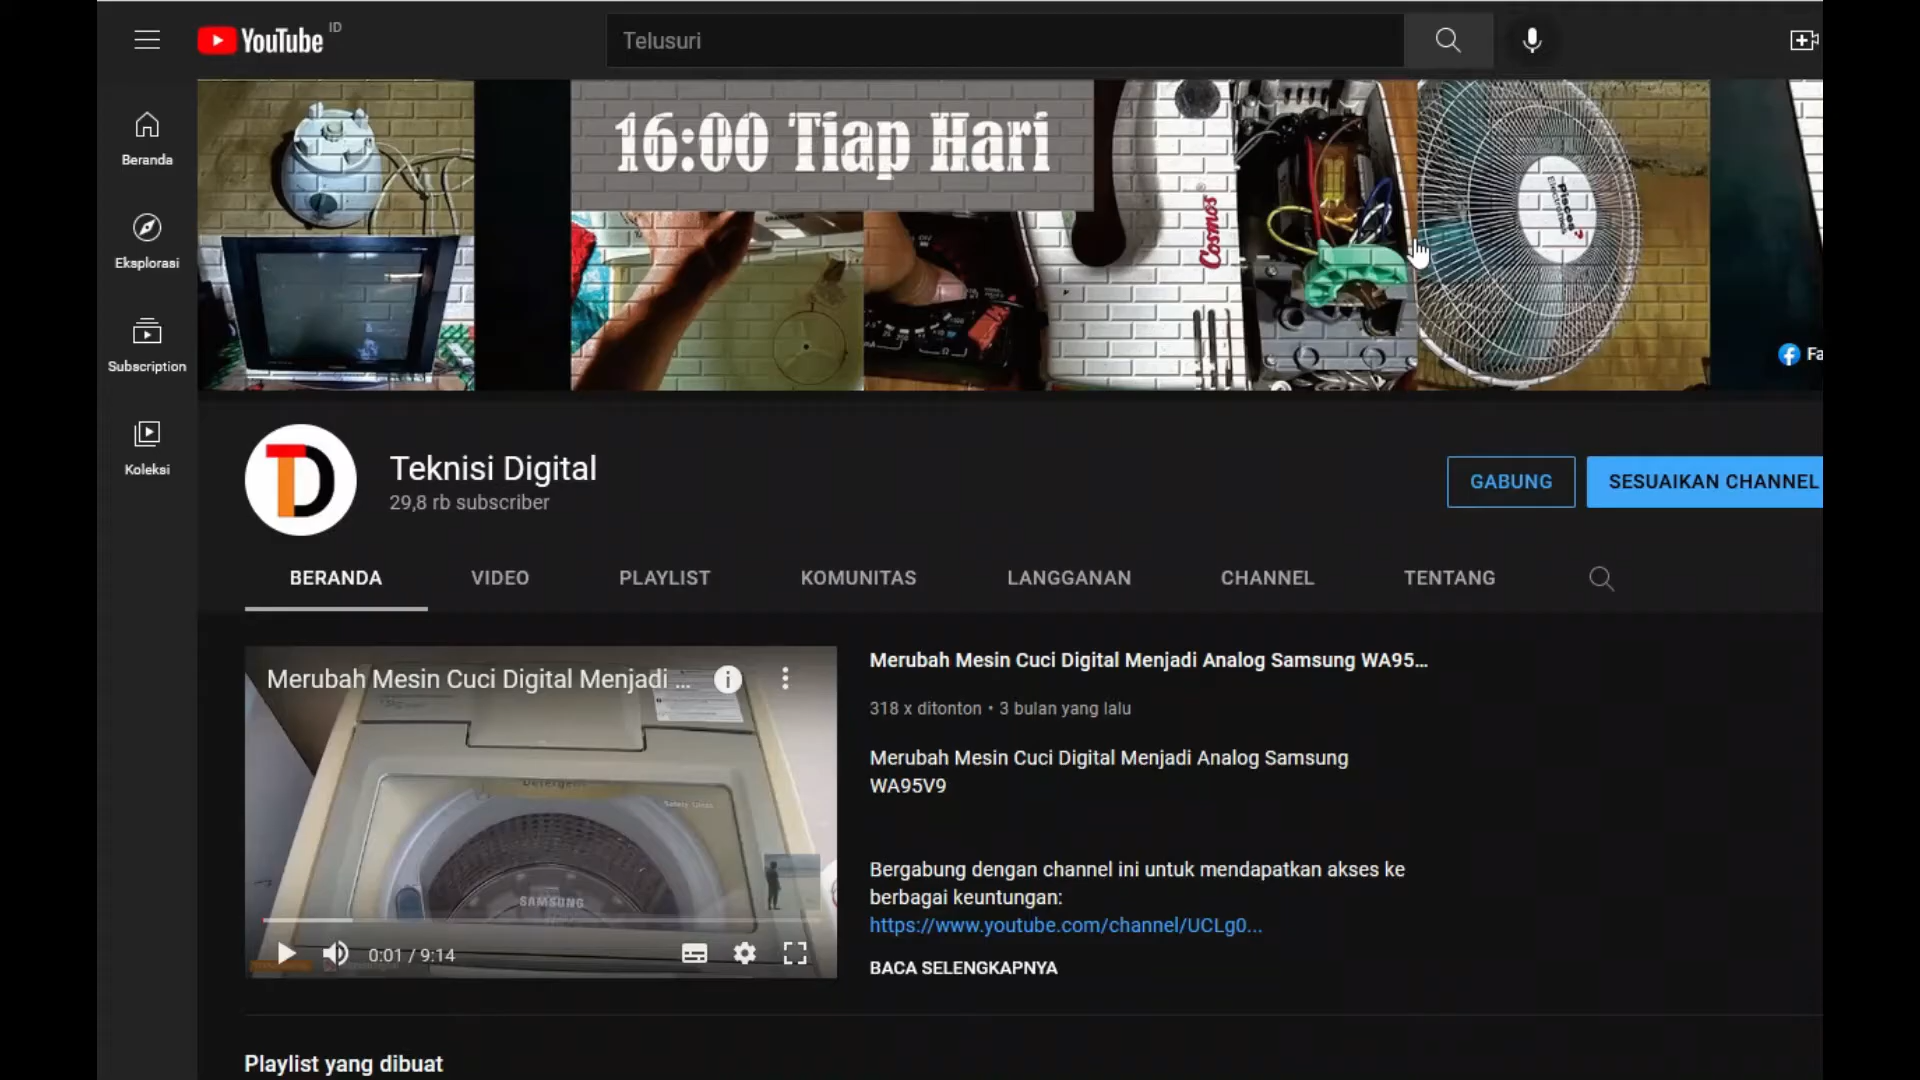 YouTube ID
Telusuri
16:00 Tiap Hari
Cosmos
Beranda
Eksplorasi
Subscription
Koleksi
Fa
Teknisi Digital
29,8 rb subscriber
GABUNG
SESUAIKAN CHANNEL
BERANDA
VIDEO
PLAYLIST
KOMUNITAS
LANGGANAN
CHANNEL
TENTANG
Merubah Mesin Cuci Digital Menjadi ...
SAMSUNG
0:01 / 9:14
Merubah Mesin Cuci Digital Menjadi Analog Samsung WA95...
318 x ditonton • 3 bulan yang lalu
Merubah Mesin Cuci Digital Menjadi Analog Samsung
WA95V9
Bergabung dengan channel ini untuk mendapatkan akses ke
berbagai keuntungan:
https://www.youtube.com/channel/UCLg0...
BACA SELENGKAPNYA
Playlist yang dibuat